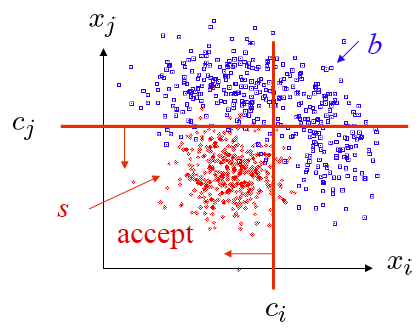 x_j
b
c_j
s
accept
x_i
c_i